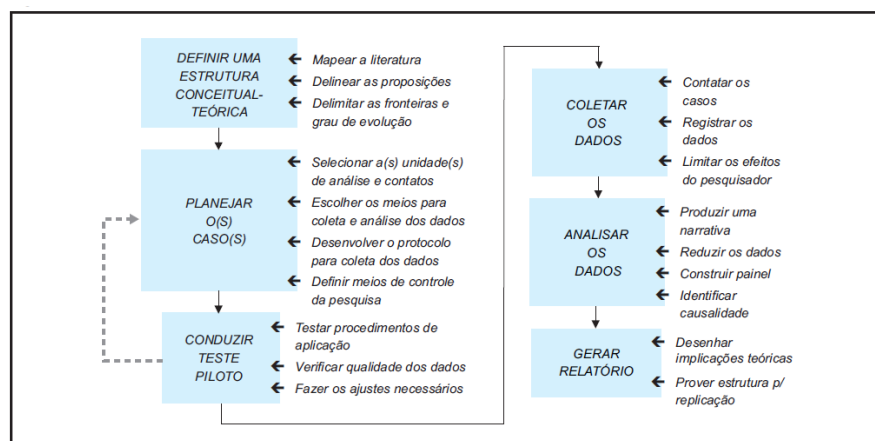 DEFINIR UMA
ESTRUTURA
CONCEITUAL-
TEÓRICA
Mapear a literatura
Delinear as proposições
Delimitar as fronteiras e
grau de evolução
PLANEJAR
O(S)
CASO(S)
Selecionar a(s) unidade(s)
de análise e contatos
Escolher os meios para
coleta e análise dos dados
Desenvolver o protocolo
para coleta dos dados
Definir meios de controle
da pesquisa
CONDUZIR
TESTE
PILOTO
Testar procedimentos de
aplicação
Verificar qualidade dos dados
Fazer os ajustes necessários
COLETAR
OS
DADOS
Contatar os
casos
Registrar os
dados
Limitar os efeitos
do pesquisador
ANALISAR
OS
DADOS
Produzir uma
narrativa
Reduzir os dados
Construir painel
Identificar
causalidade
GERAR
RELATÓRIO
Desenhar
implicações teóricas
Prover estrutura p/
replicação